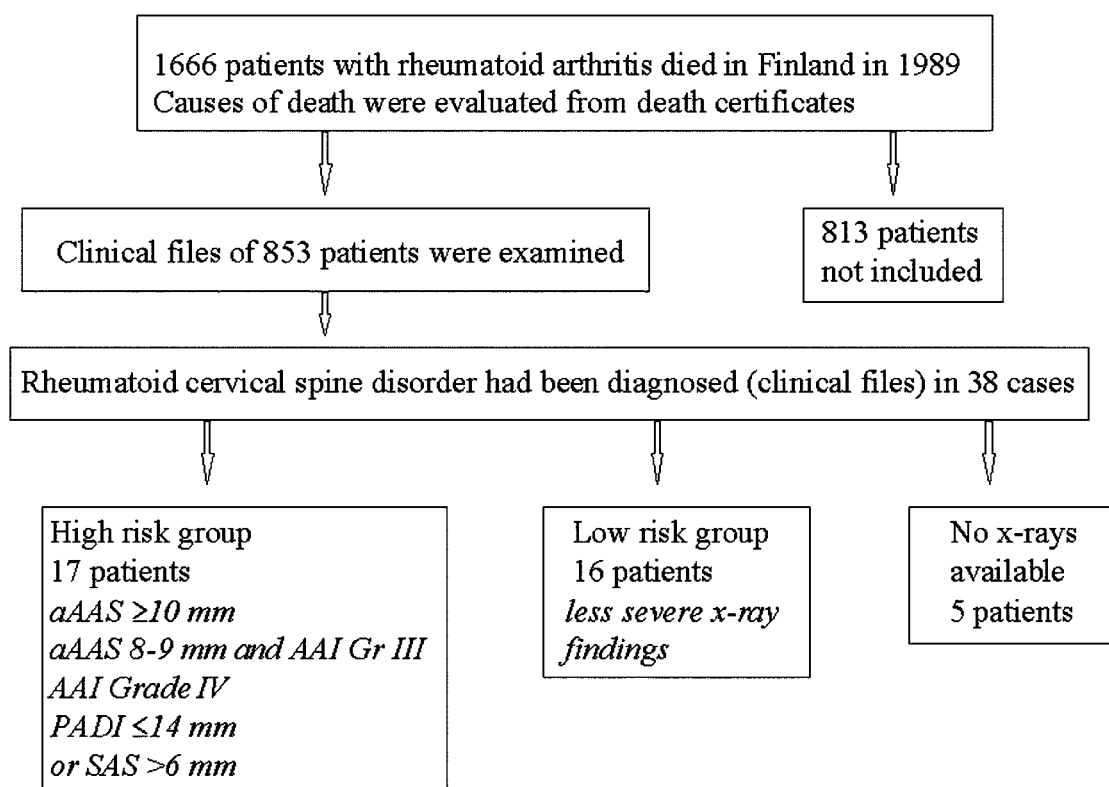 1666 patients with rheumatoid arthritis died in Finland in 1989
Causes of death were evaluated from death certificates
Clinical files of 853 patients were examined
813 patients
not included
Rheumatoid cervical spine disorder had been diagnosed (clinical files) in 38 cases
High risk group
17 patients
aAAS ≥10 mm
aAAS 8-9 mm and AAI Gr III
AAI Grade IV
PADI ≤14 mm
or SAS >6 mm
Low risk group
16 patients
less severe x-ray
findings
No x-rays
available
5 patients